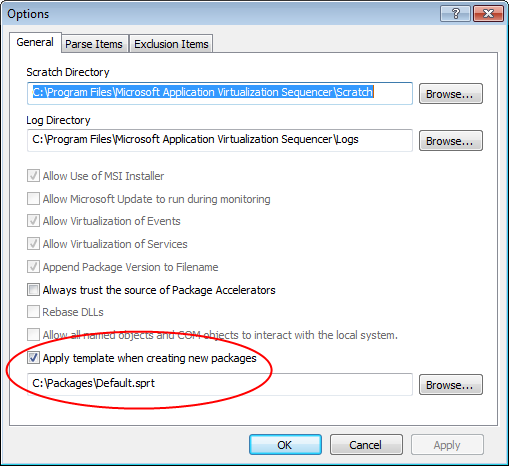 Options
?
General Parse Items Exclusion Items
Scratch Directory
C:\Program Files\Microsoft Application Virtualization Sequencer\Scratch Browse...
Log Directory
C:\Program Files\Microsoft Application Virtualization Sequencer\Logs Browse...
Allow Use of MSI Installer
Allow Microsoft Update to run during monitoring
Allow Virtualization of Events
Allow Virtualization of Services
Append Package Version to Filename
Always trust the source of Package Accelerators
Rebase DLLs
Allow all named objects and COM objects to interact with the local system.
Apply template when creating new packages
C:\Packages\Default.sprt Browse...
OK Cancel Apply